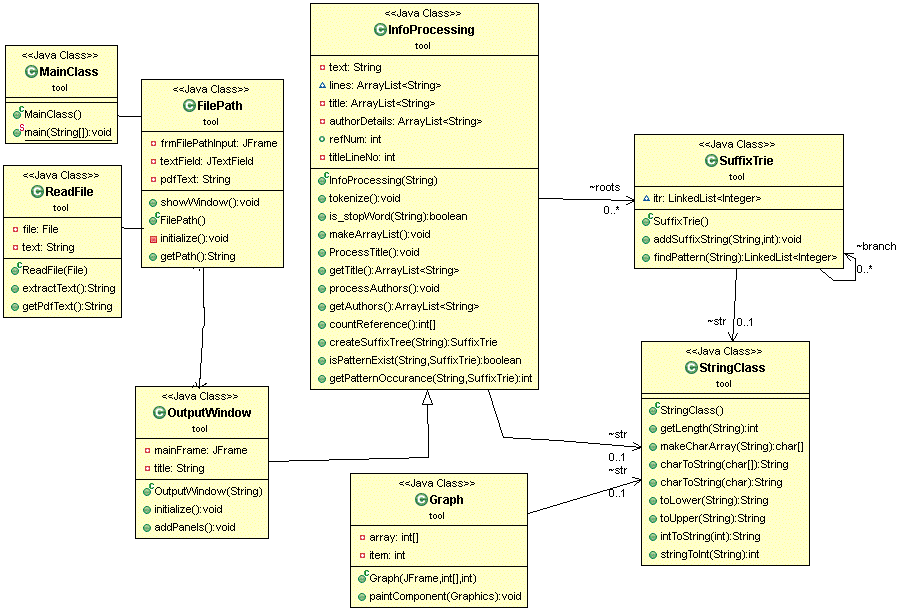 <<Java Class>>
InfoProcessing
tool
text: String
lines: ArrayList<String>
title: ArrayList<String>
authorDetails: ArrayList<String>
refNum: int
titleLineNo: int
InfoProcessing(String)
tokenize():void
is_stopWord(String):boolean
makeArrayList():void
ProcessTitle():void
getTitle():ArrayList<String>
processAuthors():void
getAuthors():ArrayList<String>
countReference():int[]
createSuffixTree(String):SuffixTrie
isPatternExist(String,SuffixTrie):boolean
getPatternOccurance(String,SuffixTrie):int
<<Java Class>>
MainClass
tool
MainClass()
main(String[]):void
<<Java Class>>
FilePath
tool
frmFilePathInput: JFrame
textField: JTextField
pdfText: String
showWindow():void
FilePath()
initialize():void
getPath():String
<<Java Class>>
ReadFile
tool
file: File
text: String
ReadFile(File)
extractText():String
getPdfText():String
<<Java Class>>
SuffixTrie
tool
itr: LinkedList<Integer>
SuffixTrie()
addSuffixString(String,int):void
findPattern(String):LinkedList<Integer>
~roots
0..*
~branch
0..*
~str
0..1
<<Java Class>>
StringClass
tool
StringClass()
getLength(String):int
makeCharArray(String):char[]
charToString(char[]):String
charToString(char):String
toLower(String):String
toUpper(String):String
intToString(int):String
stringToInt(String):int
<<Java Class>>
OutputWindow
tool
mainFrame: JFrame
title: String
OutputWindow(String)
initialize():void
addPanels():void
~str
0..1
~str
0..1
<<Java Class>>
Graph
tool
array: int[]
item: int
Graph(JFrame,int[],int)
paintComponent(Graphics):void